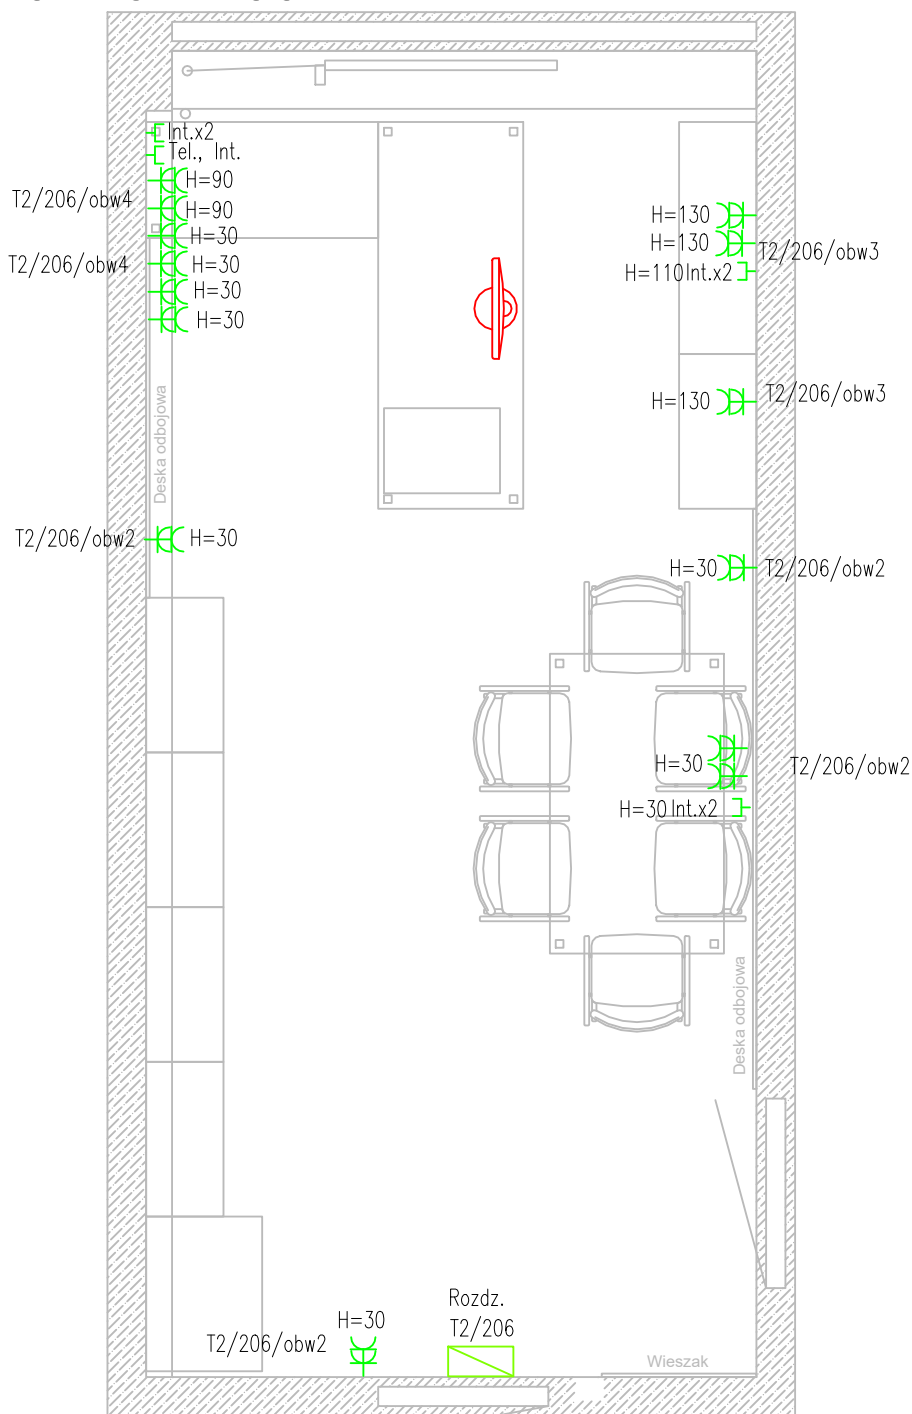 Int.x2
Tel., Int.
H=90
T2/206/obw4
H=90
H=30
T2/206/obw4
H=30
H=30
H=30
H=130
H=130
T2/206/obw3
H=110 Int.x2
H=130
T2/206/obw3
Deska odbojowa
T2/206/obw2
H=30
H=30
T2/206/obw2
H=30
T2/206/obw2
H=30 Int.x2
Deska odbojowa
Rozdz.
T2/206
H=30
T2/206/obw2
Wieszak